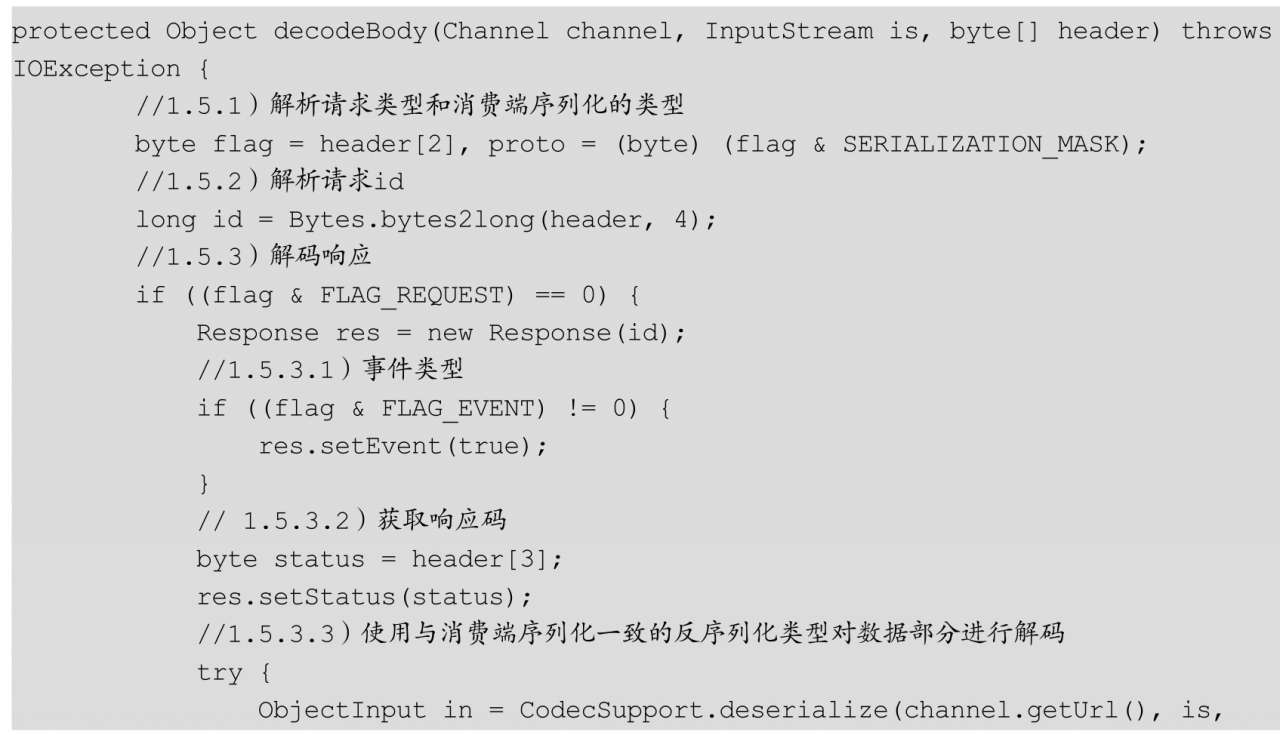 protected Object decodeBody(Channel channel, InputStream is, byte[] header) throws
IOException {
        //1.5.1）解析请求类型和消费端序列化的类型
        byte flag = header[2], proto = (byte) (flag & SERIALIZATION_MASK);
        //1.5.2）解析请求id
        long id = Bytes.bytes2long(header, 4);
        //1.5.3）解码响应
        if ((flag & FLAG_REQUEST) == 0) {
            Response res = new Response(id);
            //1.5.3.1）事件类型
            if ((flag & FLAG_EVENT) != 0) {
                res.setEvent(true);
            }
            // 1.5.3.2）获取响应码
            byte status = header[3];
            res.setStatus(status);
            //1.5.3.3）使用与消费端序列化一致的反序列化类型对数据部分进行解码
            try {
                ObjectInput in = CodecSupport.deserialize(channel.getUrl(), is,